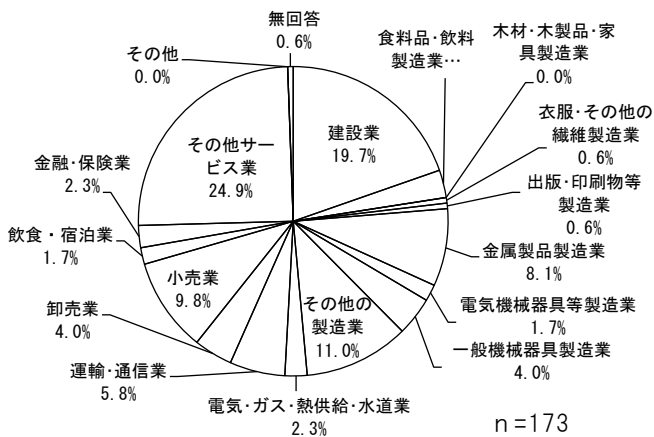 無回答
0.6%
食料品･飲料
製造業…
木材･木製品･家
具製造業
0.0%
衣服･その他の
繊維製造業
0.6%
出版･印刷物等
製造業
0.6%
金属製品製造業
8.1%
電気機械器具等製造業
1.7%
一般機械器具製造業
4.0%
その他の
製造業
11.0%
電気･ガス･熱供給･水道業
2.3%
運輸･通信業
5.8%
卸売業
4.0%
小売業
9.8%
飲食・宿泊業
1.7%
金融･保険業
2.3%
その他サー
ビス業
24.9%
その他
0.0%
建設業
19.7%
n=173